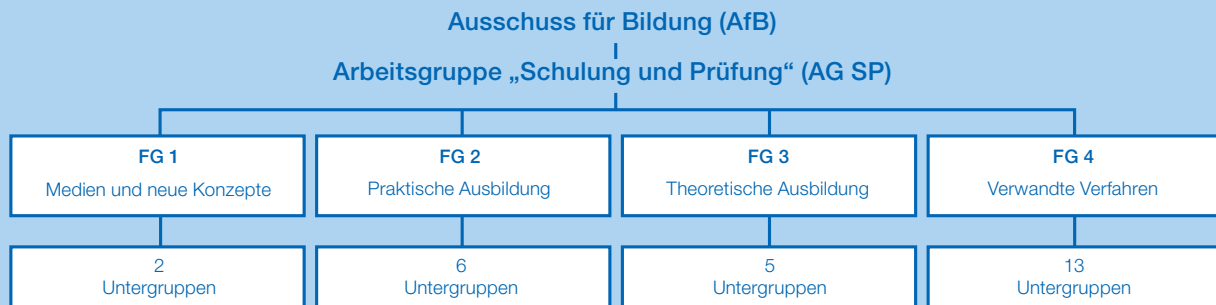 Ausschuss für Bildung (AfB)
Arbeitsgruppe „Schulung und Prüfung“ (AG SP)
FG 1
Medien und neue Konzepte
FG 2
Praktische Ausbildung
FG 3
Theoretische Ausbildung
FG 4
Verwandte Verfahren
2
Untergruppen
6
Untergruppen
5
Untergruppen
13
Untergruppen